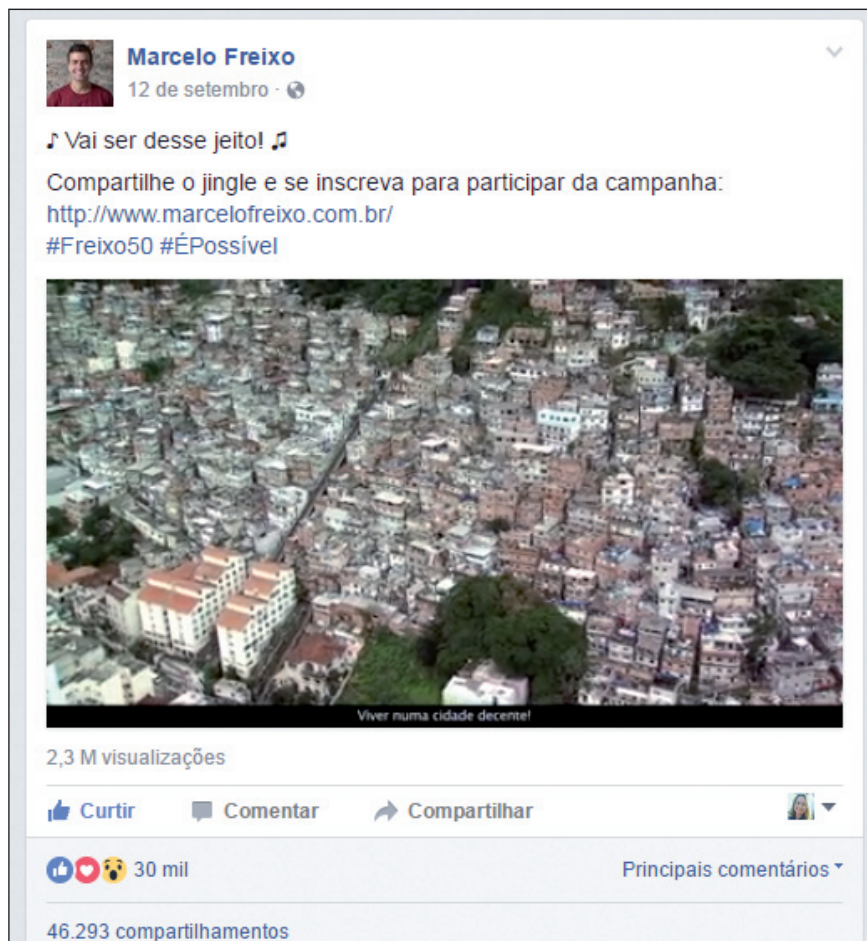 Marcelo Freixo
12 de setembro ·
♪ Vai ser desse jeito! ♫
Compartilhe o jingle e se inscreva para participar da campanha:
http://www.marcelofreixo.com.br/
#Freixo50 #ÉPossível
Viver numa cidade decente!
2,3 M visualizações
Curtir Comentar Compartilhar
30 mil Principais comentários
46.293 compartilhamentos